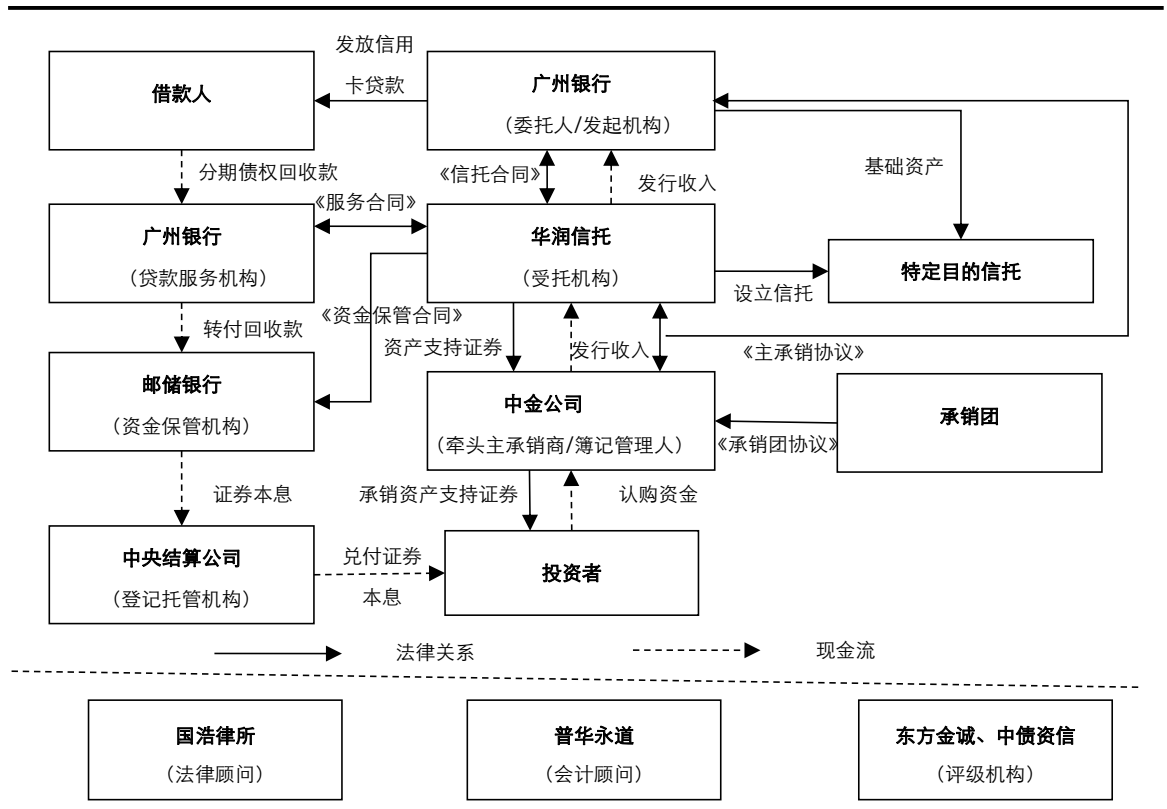 发放信用
卡贷款
借款人
广州银行
（委托人/发起机构）
分期债权回收款
《信托合同》
发行收入
基础资产
《服务合同》
广州银行
（贷款服务机构）
华润信托
（受托机构）
特定目的信托
设立信托
转付回收款
《资金保管合同》
资产支持证券
发行收入
《主承销协议》
邮储银行
（资金保管机构）
中金公司
（牵头主承销商/簿记管理人）
《承销团协议》
承销团
证券本息
承销资产支持证券
认购资金
中央结算公司
（登记托管机构）
兑付证券
本息
投资者
法律关系
现金流
国浩律所
（法律顾问）
普华永道
（会计顾问）
东方金诚、中债资信
（评级机构）